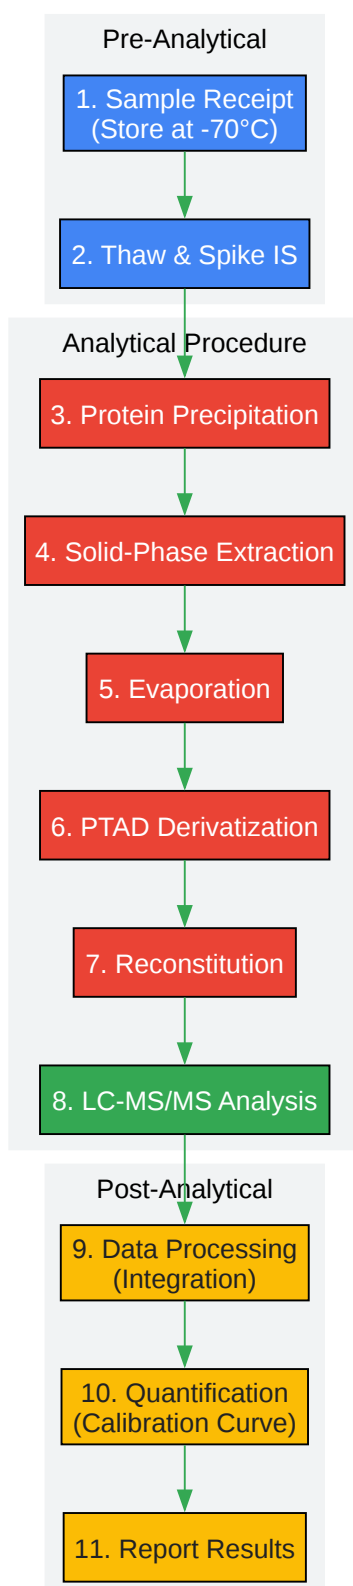 Pre-Analytical
1. Sample Receipt
(Store at -70°C)
2. Thaw & Spike IS
Analytical Procedure
3. Protein Precipitation
4. Solid-Phase Extraction
5. Evaporation
6. PTAD Derivatization
7. Reconstitution
8. LC-MS/MS Analysis
Post-Analytical
9. Data Processing
(Integration)
10. Quantification
(Calibration Curve)
11. Report Results